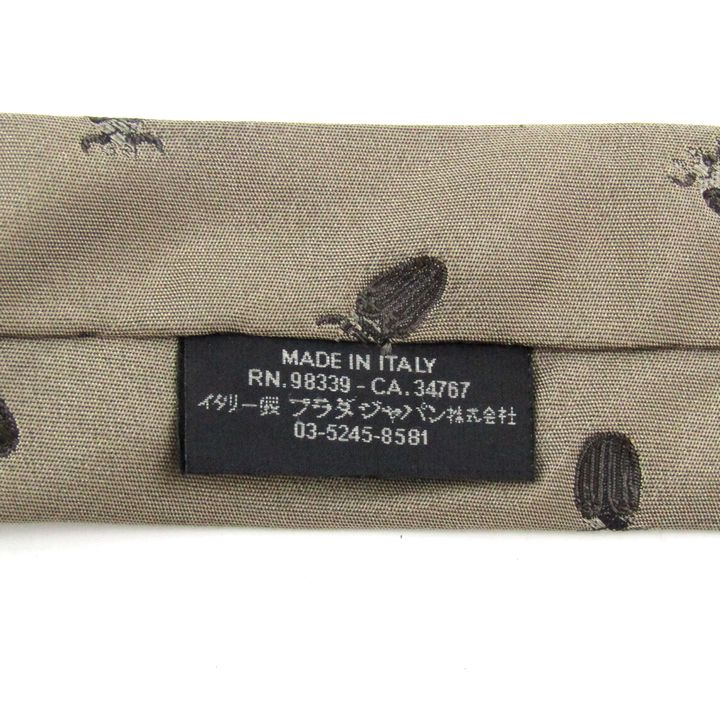 MADE IN ITALY
RN. 98339 - CA. 34767
イタリー製 プラダジャパン株式会社
03-5245-8581